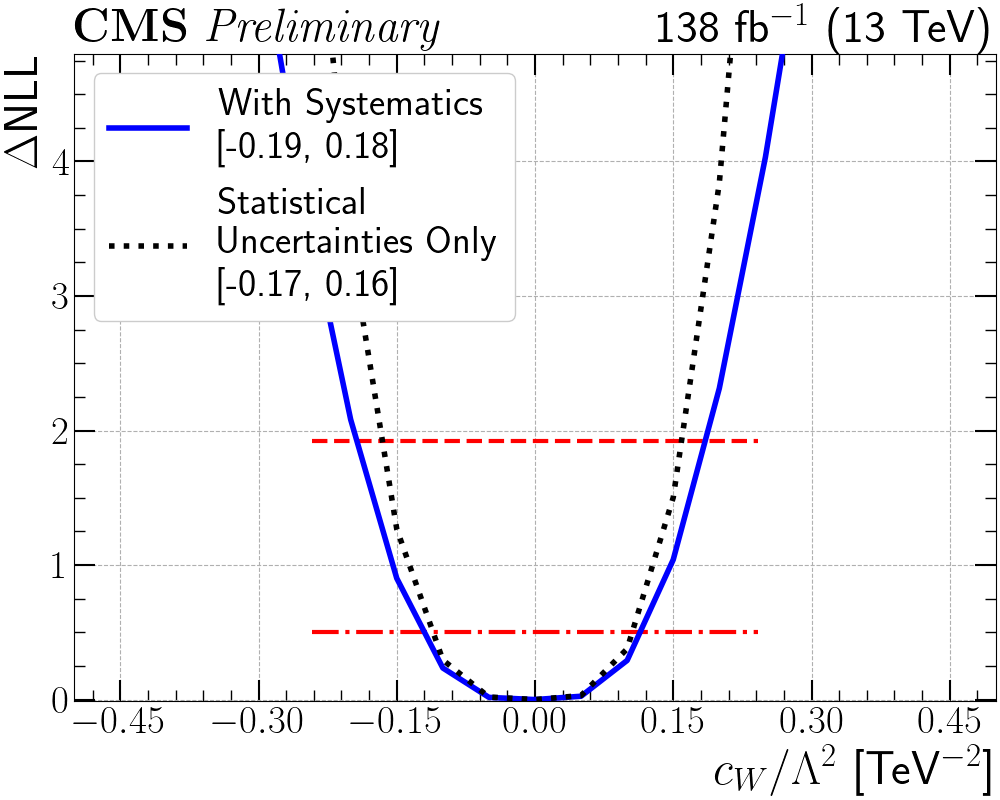 CMS Preliminary
138 fb⁻¹ (13 TeV)
ΔNLL
With Systematics
[-0.19, 0.18]
Statistical
Uncertainties Only
[-0.17, 0.16]
4
3
2
1
0
−0.45 −0.30 −0.15 0.00 0.15 0.30 0.45
c_W/Λ² [TeV⁻²]